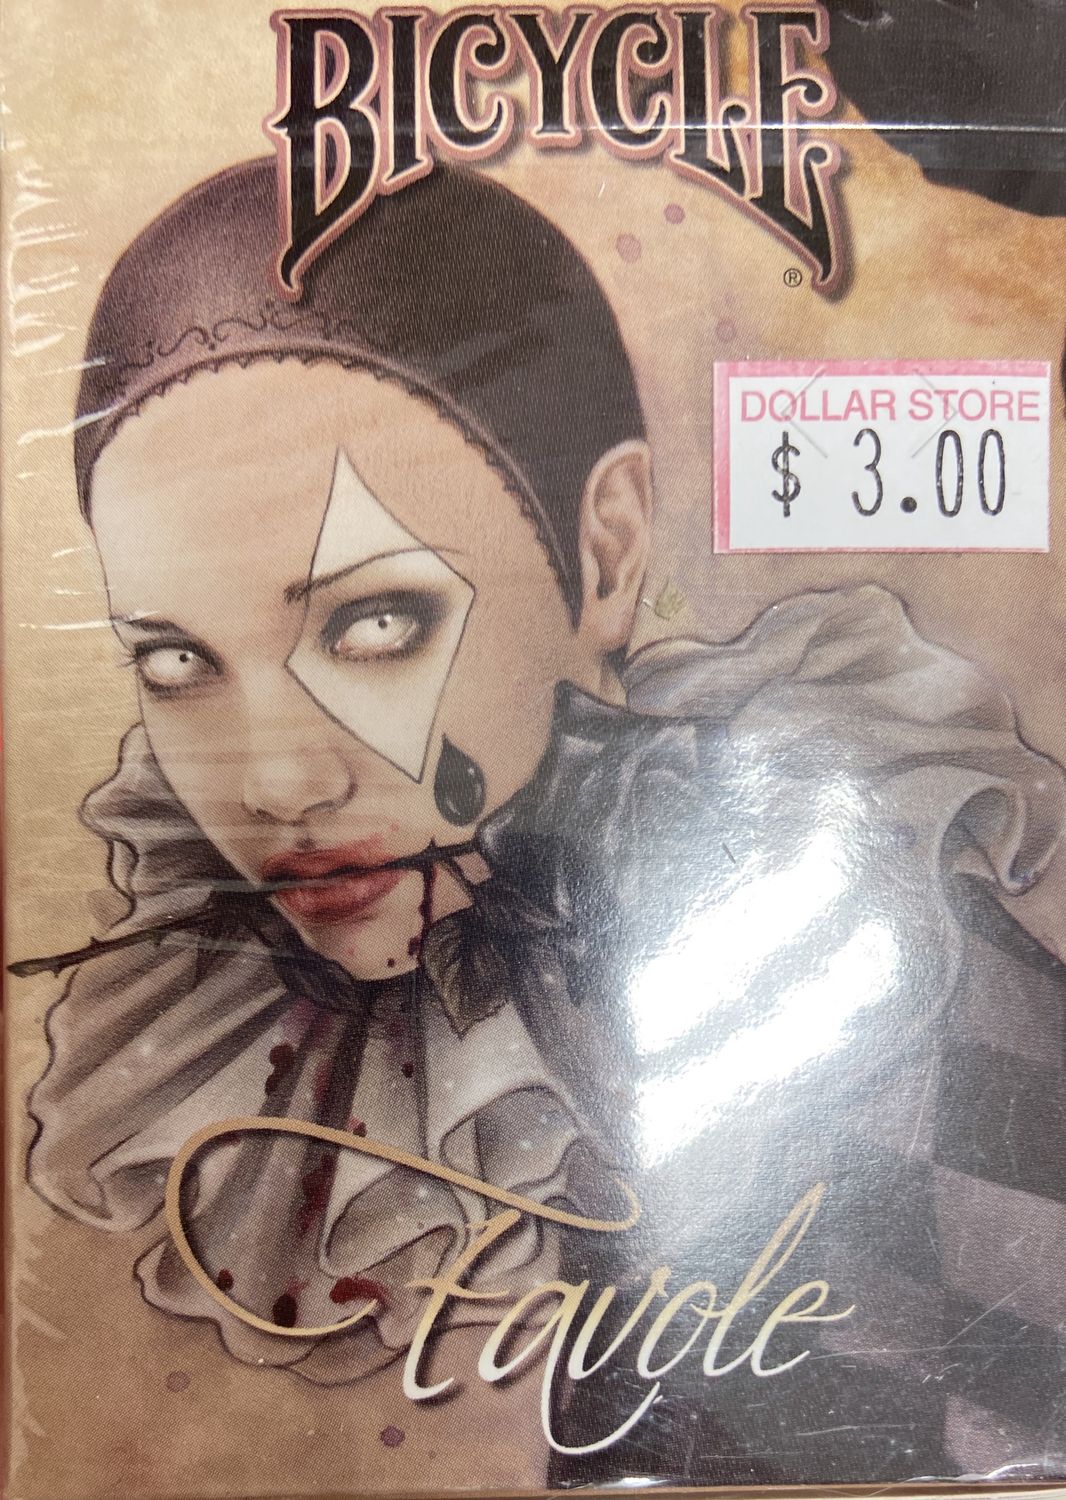 BICYCLE
®
DOLLAR STORE
$ 3.00
Favole